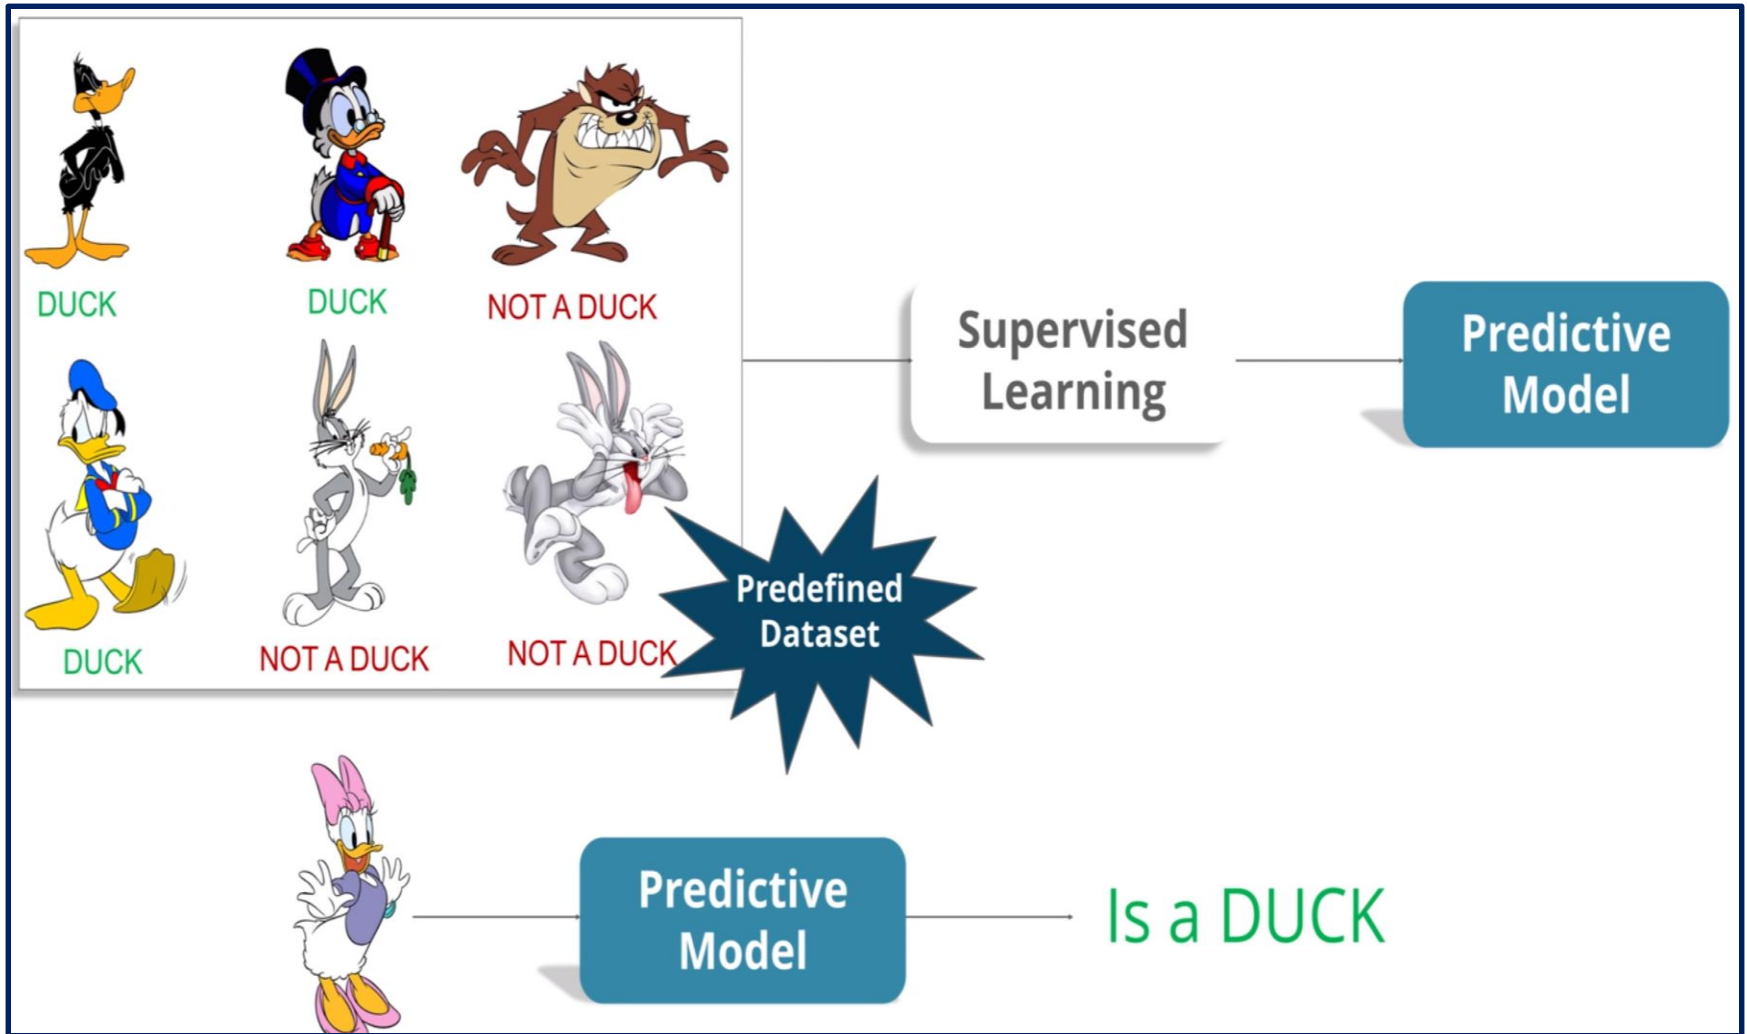 DUCK
DUCK
NOT A DUCK
DUCK
NOT A DUCK
NOT A DUCK
Supervised
Learning
Predictive
Model
Predefined
Dataset
Predictive
Model
Is a DUCK